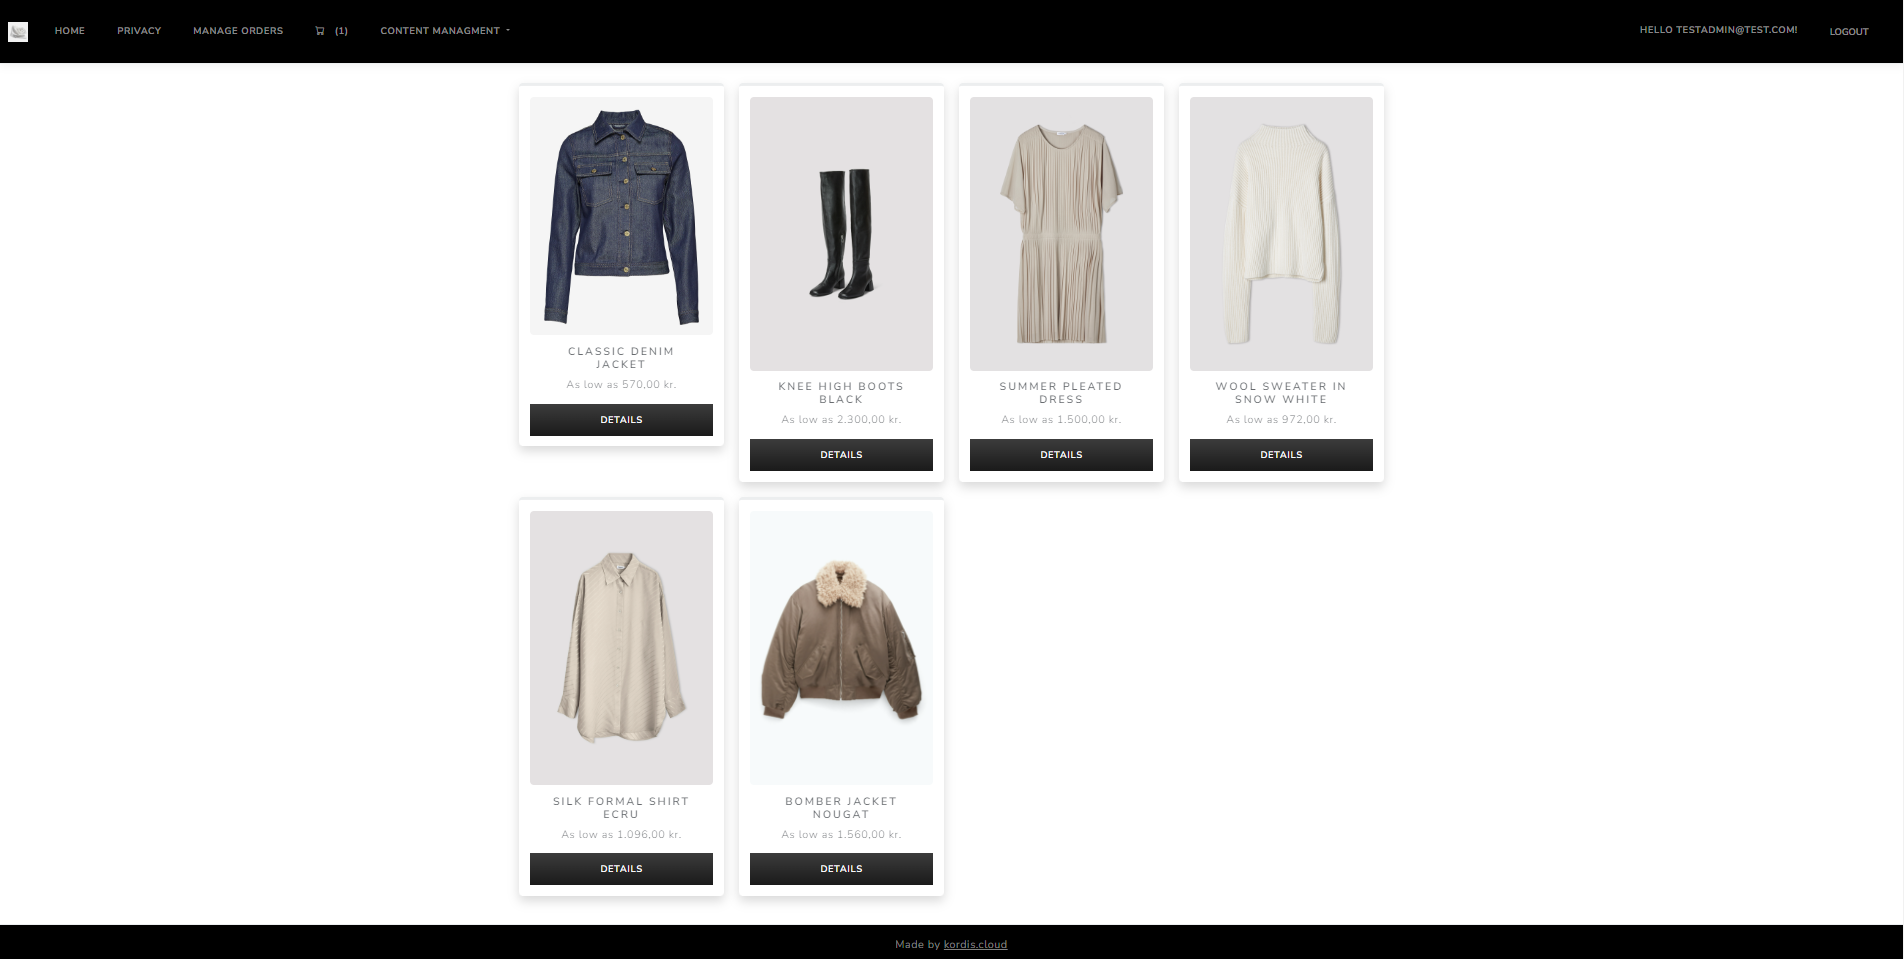 HOME
PRIVACY
MANAGE ORDERS
(1)
CONTENT MANAGMENT
HELLO TESTADMIN@TEST.COM!
LOGOUT
CLASSIC DENIM
JACKET
As low as 570,00 kr.
DETAILS
KNEE HIGH BOOTS
BLACK
As low as 2.300,00 kr.
DETAILS
SUMMER PLEATED
DRESS
As low as 1.500,00 kr.
DETAILS
WOOL SWEATER IN
SNOW WHITE
As low as 972,00 kr.
DETAILS
SILK FORMAL SHIRT
ECRU
As low as 1.096,00 kr.
DETAILS
BOMBER JACKET
NOUGAT
As low as 1.560,00 kr.
DETAILS
Made by kordis.cloud